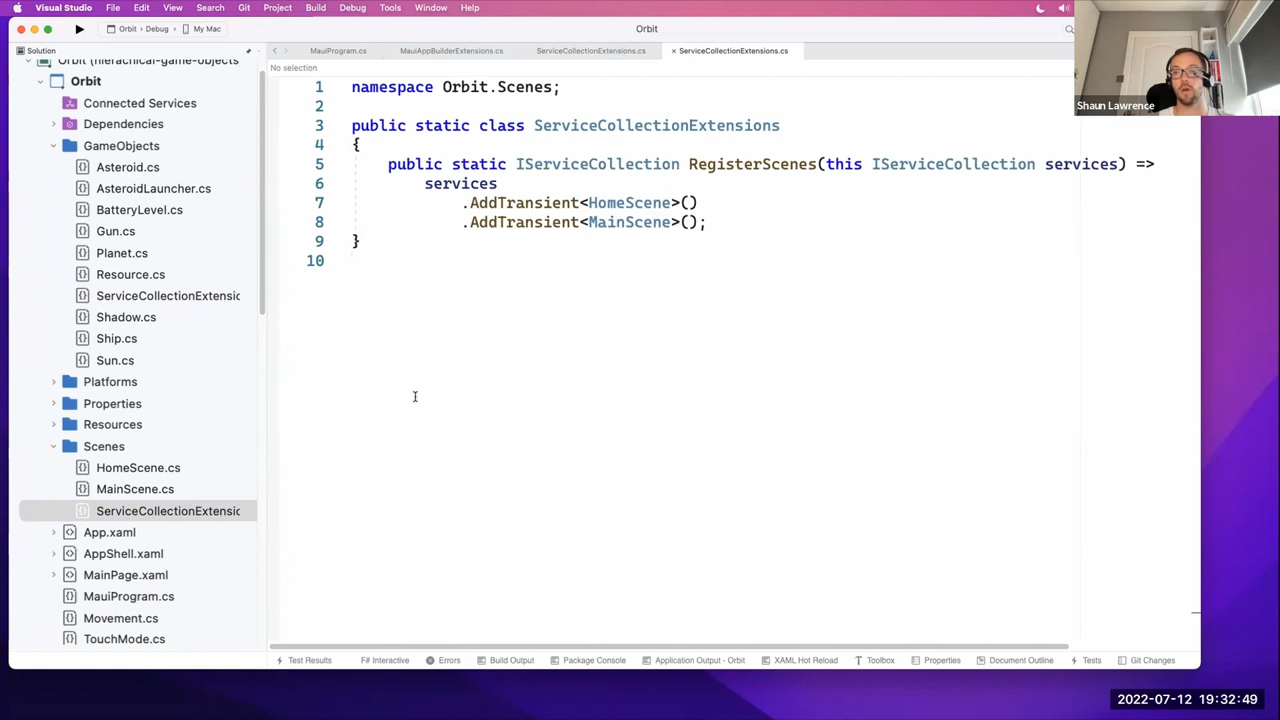 Visual Studio File Edit View Search Git Project Build Debug Tools Window Help
Orbit › Debug › My Mac
Orbit
Solution
MauiProgram.cs
MauiAppBuilderExtensions.cs
ServiceCollectionExtensions.cs
× ServiceCollectionExtensions.cs
No selection
Shaun Lawrence
Orbit (hierachical-game-objects
Orbit
Connected Services
Dependencies
GameObjects
Asteroid.cs
AsteroidLauncher.cs
BatteryLevel.cs
Gun.cs
Planet.cs
Resource.cs
ServiceCollectionExtensic
Shadow.cs
Ship.cs
Sun.cs
Platforms
Properties
Resources
Scenes
HomeScene.cs
MainScene.cs
ServiceCollectionExtensic
App.xaml
AppShell.xaml
MainPage.xaml
MauiProgram.cs
Movement.cs
TouchMode.cs
1 namespace Orbit.Scenes;
2
3 public static class ServiceCollectionExtensions
4 {
5 public static IServiceCollection RegisterScenes(this IServiceCollection services) =>
6 services
7 .AddTransient<HomeScene>()
8 .AddTransient<MainScene>();
9 }
10
Test Results F# Interactive Errors Build Output Package Console Application Output - Orbit XAML Hot Reload Toolbox Properties Document Outline Tests Git Changes
2022-07-12 19:32:49